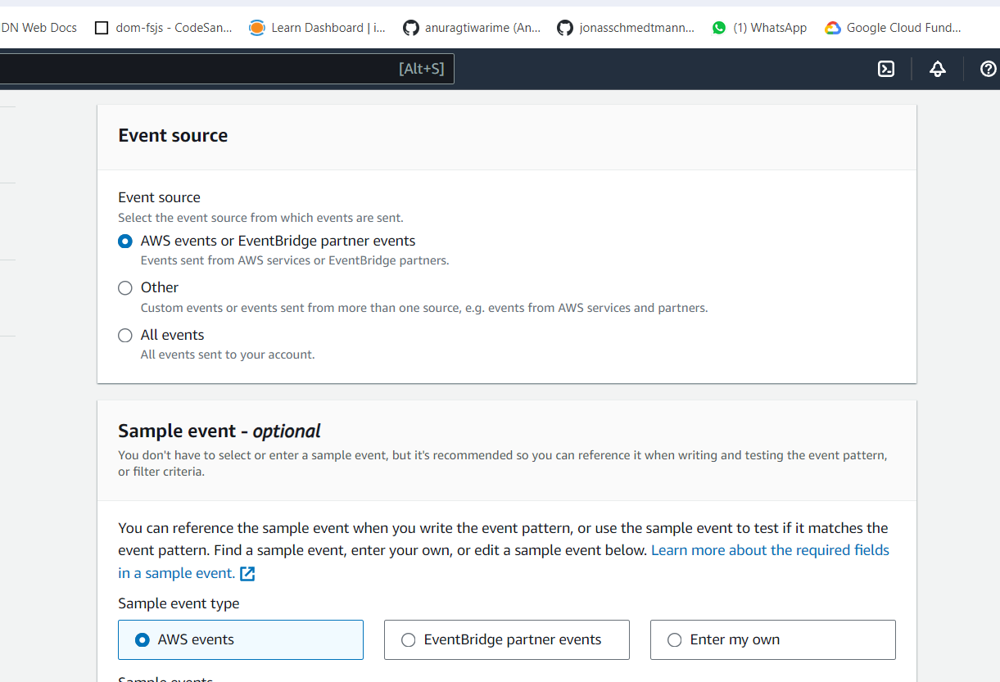 DN Web Docs dom-fsjs - CodeSan... Learn Dashboard | i... anuragtiwarime (An... jonasschmedtmann... (1) WhatsApp Google Cloud Fund...
[Alt+S]
Event source
Event source
Select the event source from which events are sent.
AWS events or EventBridge partner events
Events sent from AWS services or EventBridge partners.
Other
Custom events or events sent from more than one source, e.g. events from AWS services and partners.
All events
All events sent to your account.
Sample event - optional
You don't have to select or enter a sample event, but it's recommended so you can reference it when writing and testing the event pattern,
or filter criteria.
You can reference the sample event when you write the event pattern, or use the sample event to test if it matches the
event pattern. Find a sample event, enter your own, or edit a sample event below. Learn more about the required fields
in a sample event.
Sample event type
AWS events EventBridge partner events Enter my own
Sample events